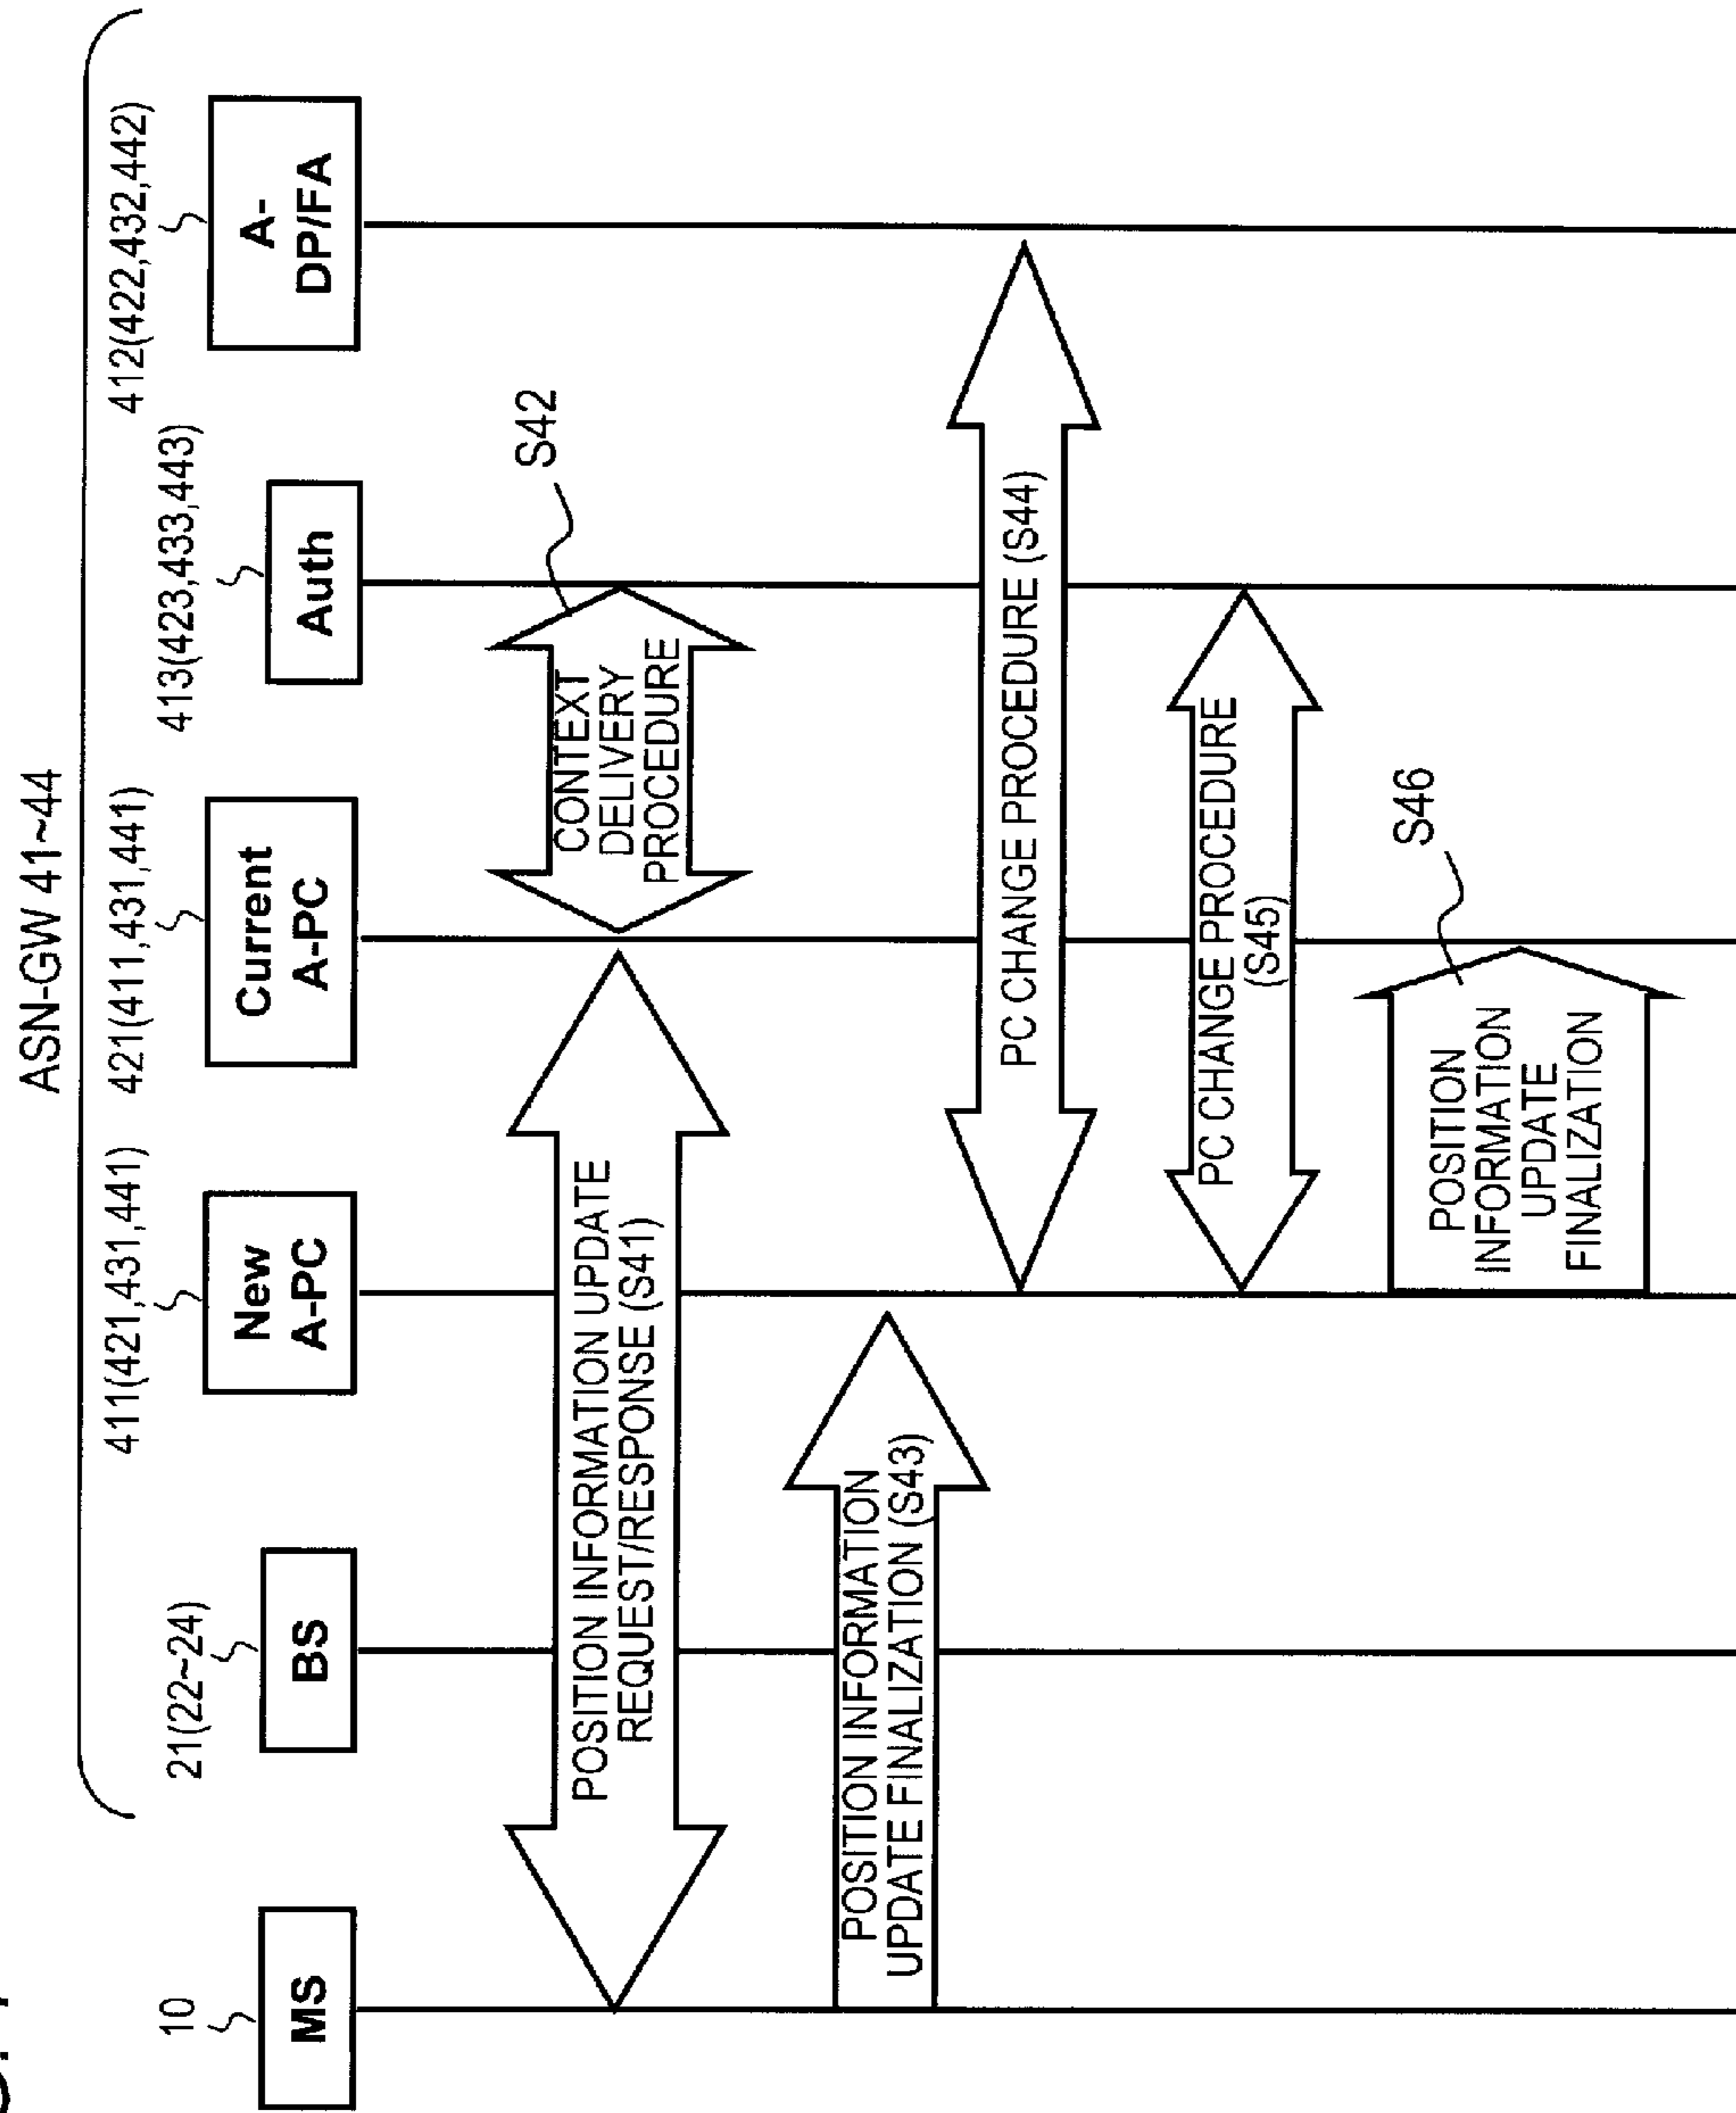 ASN-GW 41~44
10
21(22~24)
411(421,431,441)
421(411,431,441)
413(423,433,443)
412(422,432,442)
MS
BS
New
A-PC
Current
A-PC
Auth
A-
DP/FA
POSITION INFORMATION UPDATE
REQUEST/RESPONSE (S41)
CONTEXT
DELIVERY
PROCEDURE
S42
POSITION INFORMATION
UPDATE FINALIZATION (S43)
PC CHANGE PROCEDURE (S44)
PC CHANGE PROCEDURE
(S45)
POSITION
INFORMATION
UPDATE
FINALIZATION
S46